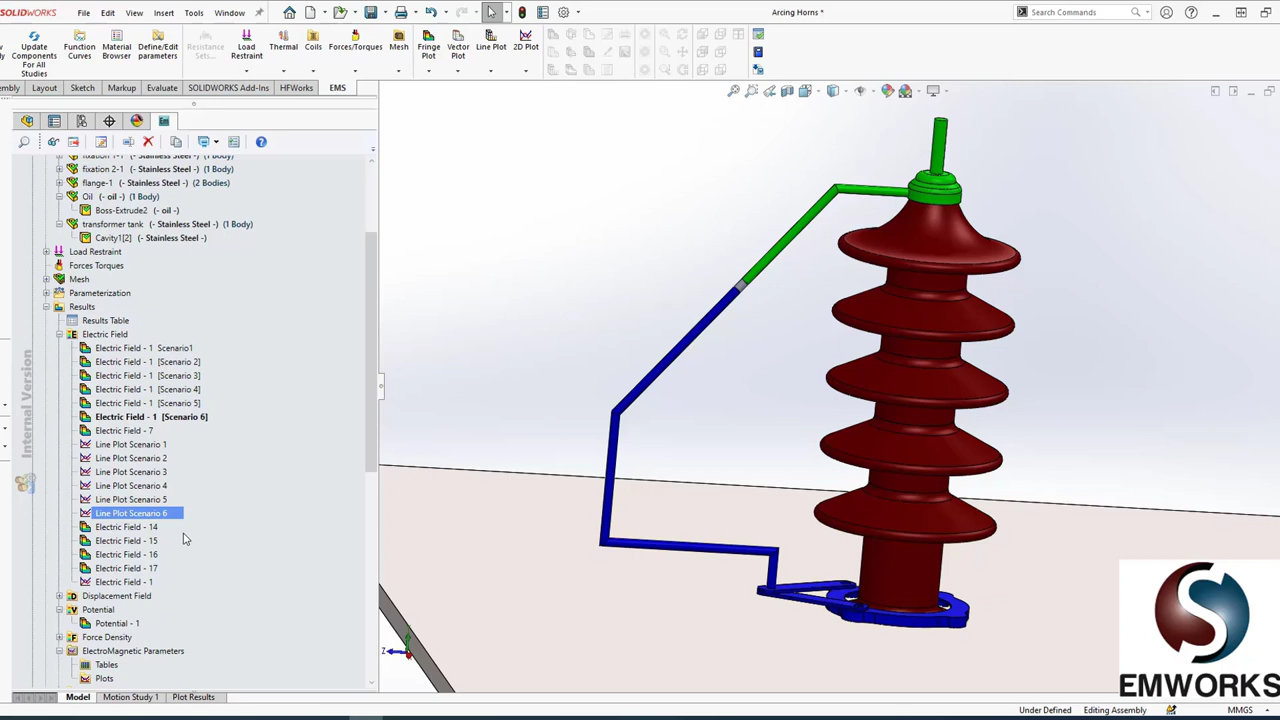 SOLIDWORKS File Edit View Insert Tools Window Arcing Horns * Search Commands
Update Components For All Studies
Function Curves
Material Browser
Define/Edit parameters
Resistance Sets...
Load Restraint
Thermal
Coils
Forces/Torques
Mesh
Fringe Plot
Vector Plot
Line Plot
2D Plot
Layout Sketch Markup Evaluate SOLIDWORKS Add-Ins HFWorks EMS
fixation 1-1 (- Stainless Steel -) (1 Body)
fixation 2-1 (- Stainless Steel -) (1 Body)
flange-1 (- Stainless Steel -) (2 Bodies)
Oil (- oil -) (1 Body)
Boss-Extrude2 (- oil -)
transformer tank (- Stainless Steel -) (1 Body)
Cavity1[2] (- Stainless Steel -)
Load Restraint
Forces Torques
Mesh
Parameterization
Results
Results Table
Electric Field
Electric Field - 1 Scenario1
Electric Field - 1 [Scenario 2]
Electric Field - 1 [Scenario 3]
Electric Field - 1 [Scenario 4]
Electric Field - 1 [Scenario 5]
Electric Field - 1 [Scenario 6]
Electric Field - 7
Line Plot Scenario 1
Line Plot Scenario 2
Line Plot Scenario 3
Line Plot Scenario 4
Line Plot Scenario 5
Line Plot Scenario 6
Electric Field - 14
Electric Field - 15
Electric Field - 16
Electric Field - 17
Electric Field - 1
Displacement Field
Potential
Potential - 1
Force Density
ElectroMagnetic Parameters
Tables
Plots
Internal Version
Z
EMWORKS
Model Motion Study 1 Plot Results
Under Defined Editing Assembly MMGS